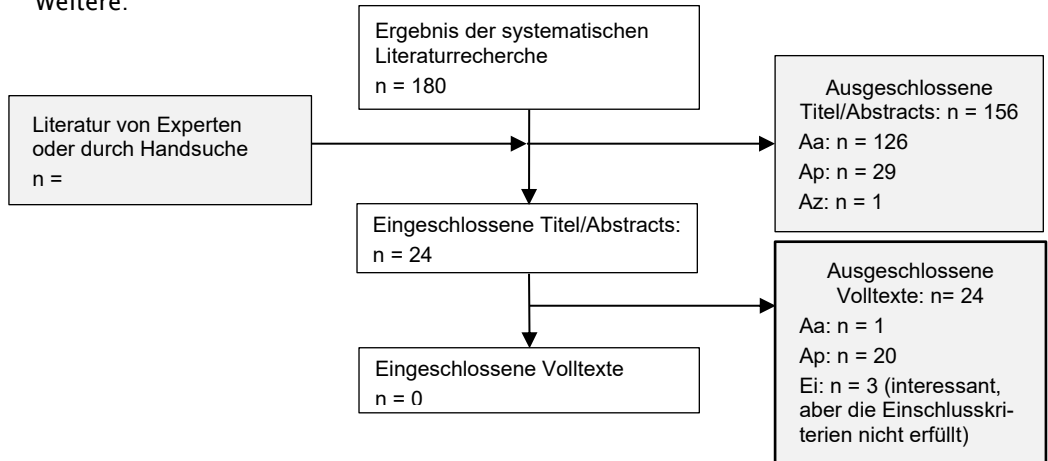 Weitere:
Ergebnis der systematischen
Literaturrecherche
n = 180
Literatur von Experten
oder durch Handsuche
n =
Ausgeschlossene
Titel/Abstracts: n = 156
Aa: n = 126
Ap: n = 29
Az: n = 1
Eingeschlossene Titel/Abstracts:
n = 24
Ausgeschlossene
Volltexte: n= 24
Aa: n = 1
Ap: n = 20
Ei: n = 3 (interessant,
aber die Einschlusskri-
terien nicht erfüllt)
Eingeschlossene Volltexte
n = 0